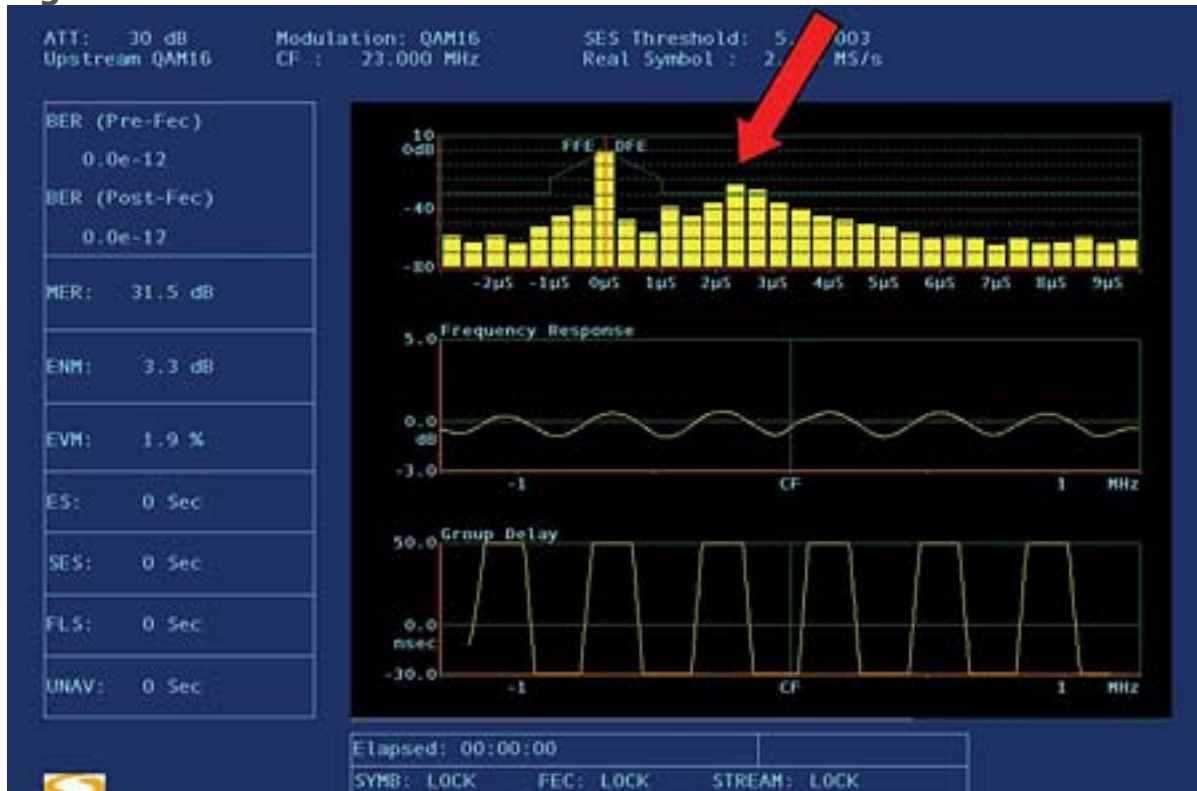 ATT: 30 dB Modulation: QAM16 SES Threshold: 5. 003
Upstream QAM16 CF : 23.000 MHz Real Symbol : 2. MS/s
BER (Pre-Fec)
0.0e-12
BER (Post-Fec)
0.0e-12
MER: 31.5 dB
ENM: 3.3 dB
EVM: 1.9 %
ES: 0 Sec
SES: 0 Sec
FLS: 0 Sec
UNAV: 0 Sec
10
0dB
FFE DFE
-40
-80
-2µS -1µS 0µS 1µS 2µS 3µS 4µS 5µS 6µS 7µS 8µS 9µS
Frequency Response
5.0
0.0
dB
-3.0
-1 CF 1 MHz
Group Delay
50.0
0.0
nsec
-30.0
-1 CF 1 MHz
Elapsed: 00:00:00
SYMB: LOCK FEC: LOCK STREAM: LOCK